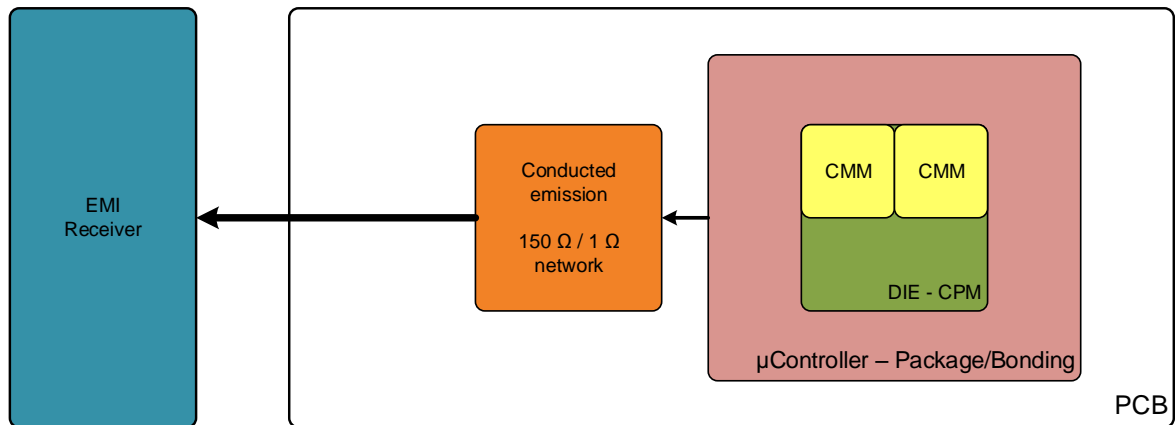 EMI
Receiver
Conducted
emission
150 Ω / 1 Ω
network
CMM
CMM
DIE - CPM
µController – Package/Bonding
PCB